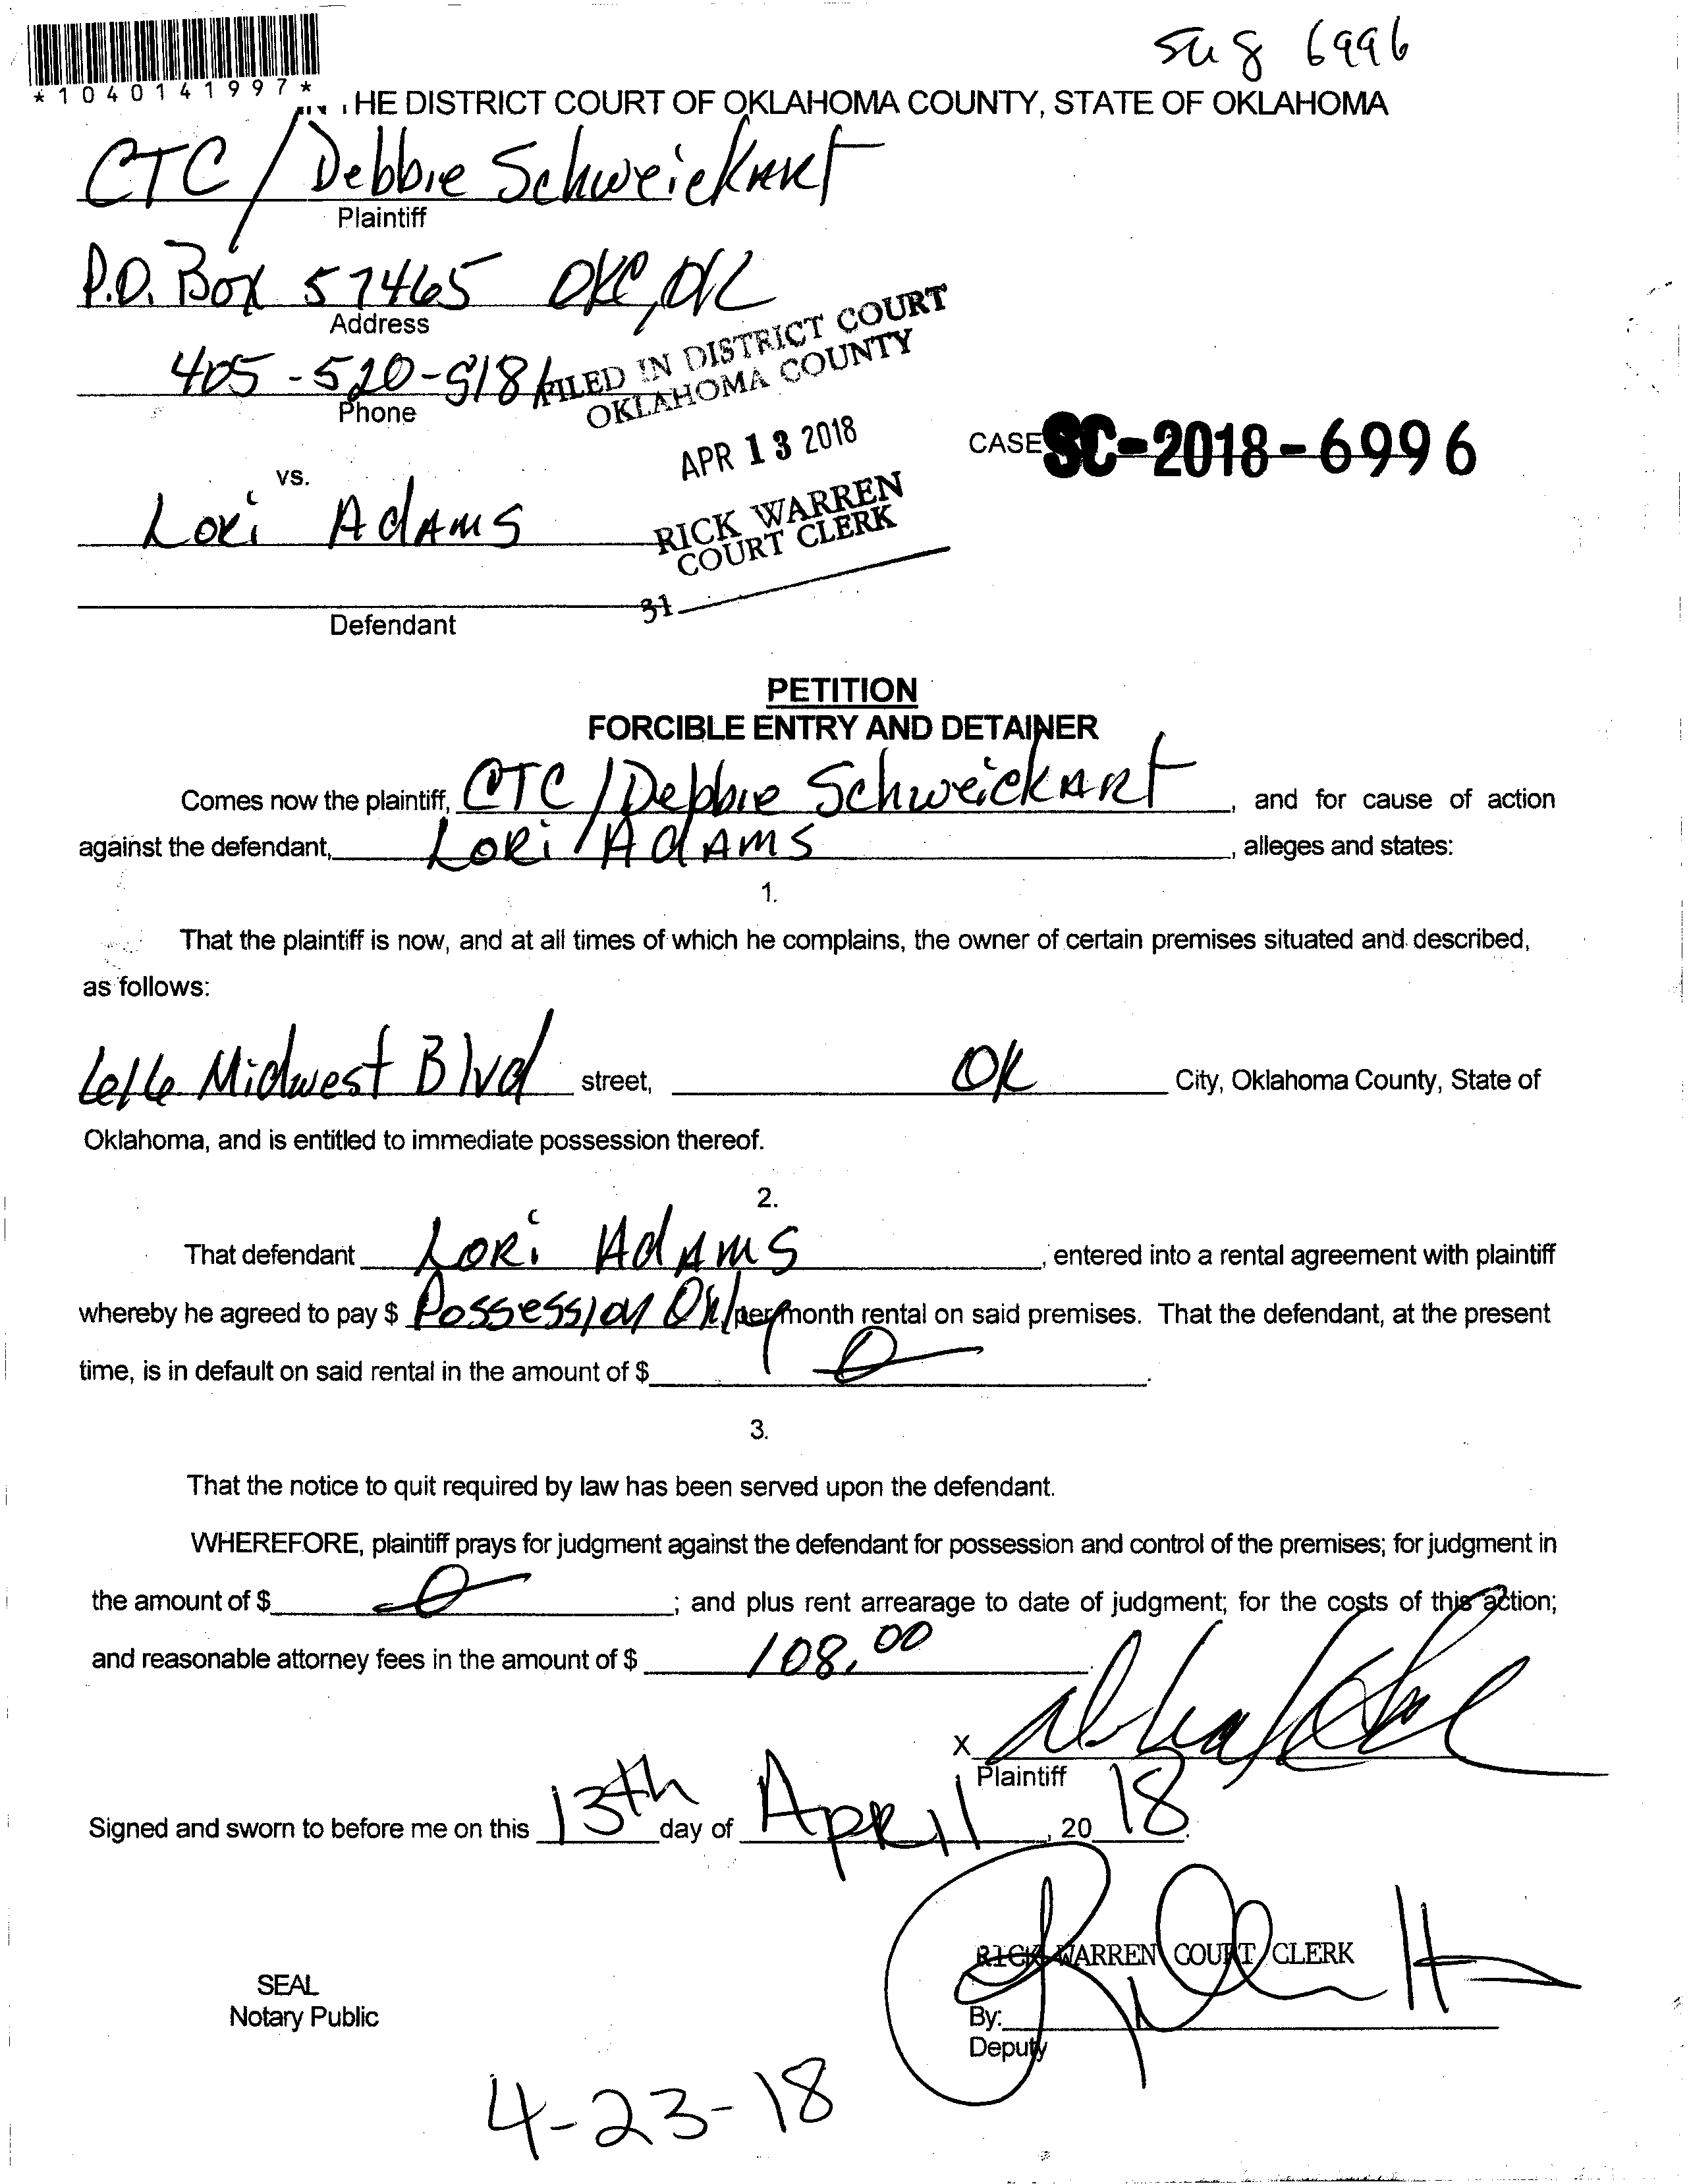 *1040141997*
HE DISTRICT COURT OF OKLAHOMA COUNTY, STATE OF OKLAHOMA
CTC / Debbie Schweickart
Plaintiff
P.O. Box 57465 OKC, OK
Address
405-520-
Phone
FILED IN DISTRICT COURT
OKLAHOMA COUNTY
APR 13 2018
CASE SC-2018-6996
vs.
Lori Adams
RICK WARREN
COURT CLERK
31
Defendant
PETITION
FORCIBLE ENTRY AND DETAINER
Comes now the plaintiff, CTC / Debbie Schweickart, and for cause of action
against the defendant, Lori Adams, alleges and states:
1.
That the plaintiff is now, and at all times of which he complains, the owner of certain premises situated and described,
as follows:
Midwest Blvd street, OK City, Oklahoma County, State of
Oklahoma, and is entitled to immediate possession thereof.
2.
That defendant Lori Adams, entered into a rental agreement with plaintiff
whereby he agreed to pay $ Possession Only per month rental on said premises. That the defendant, at the present
time, is in default on said rental in the amount of $ 0.
3.
That the notice to quit required by law has been served upon the defendant.
WHEREFORE, plaintiff prays for judgment against the defendant for possession and control of the premises; for judgment in
the amount of $ 0; and plus rent arrearage to date of judgment; for the costs of this action;
and reasonable attorney fees in the amount of $ 108.00.
X
Plaintiff
Signed and sworn to before me on this 13th day of April, 2018.
RICK WARREN COURT CLERK
SEAL
Notary Public
By:
Deputy
4-23-18